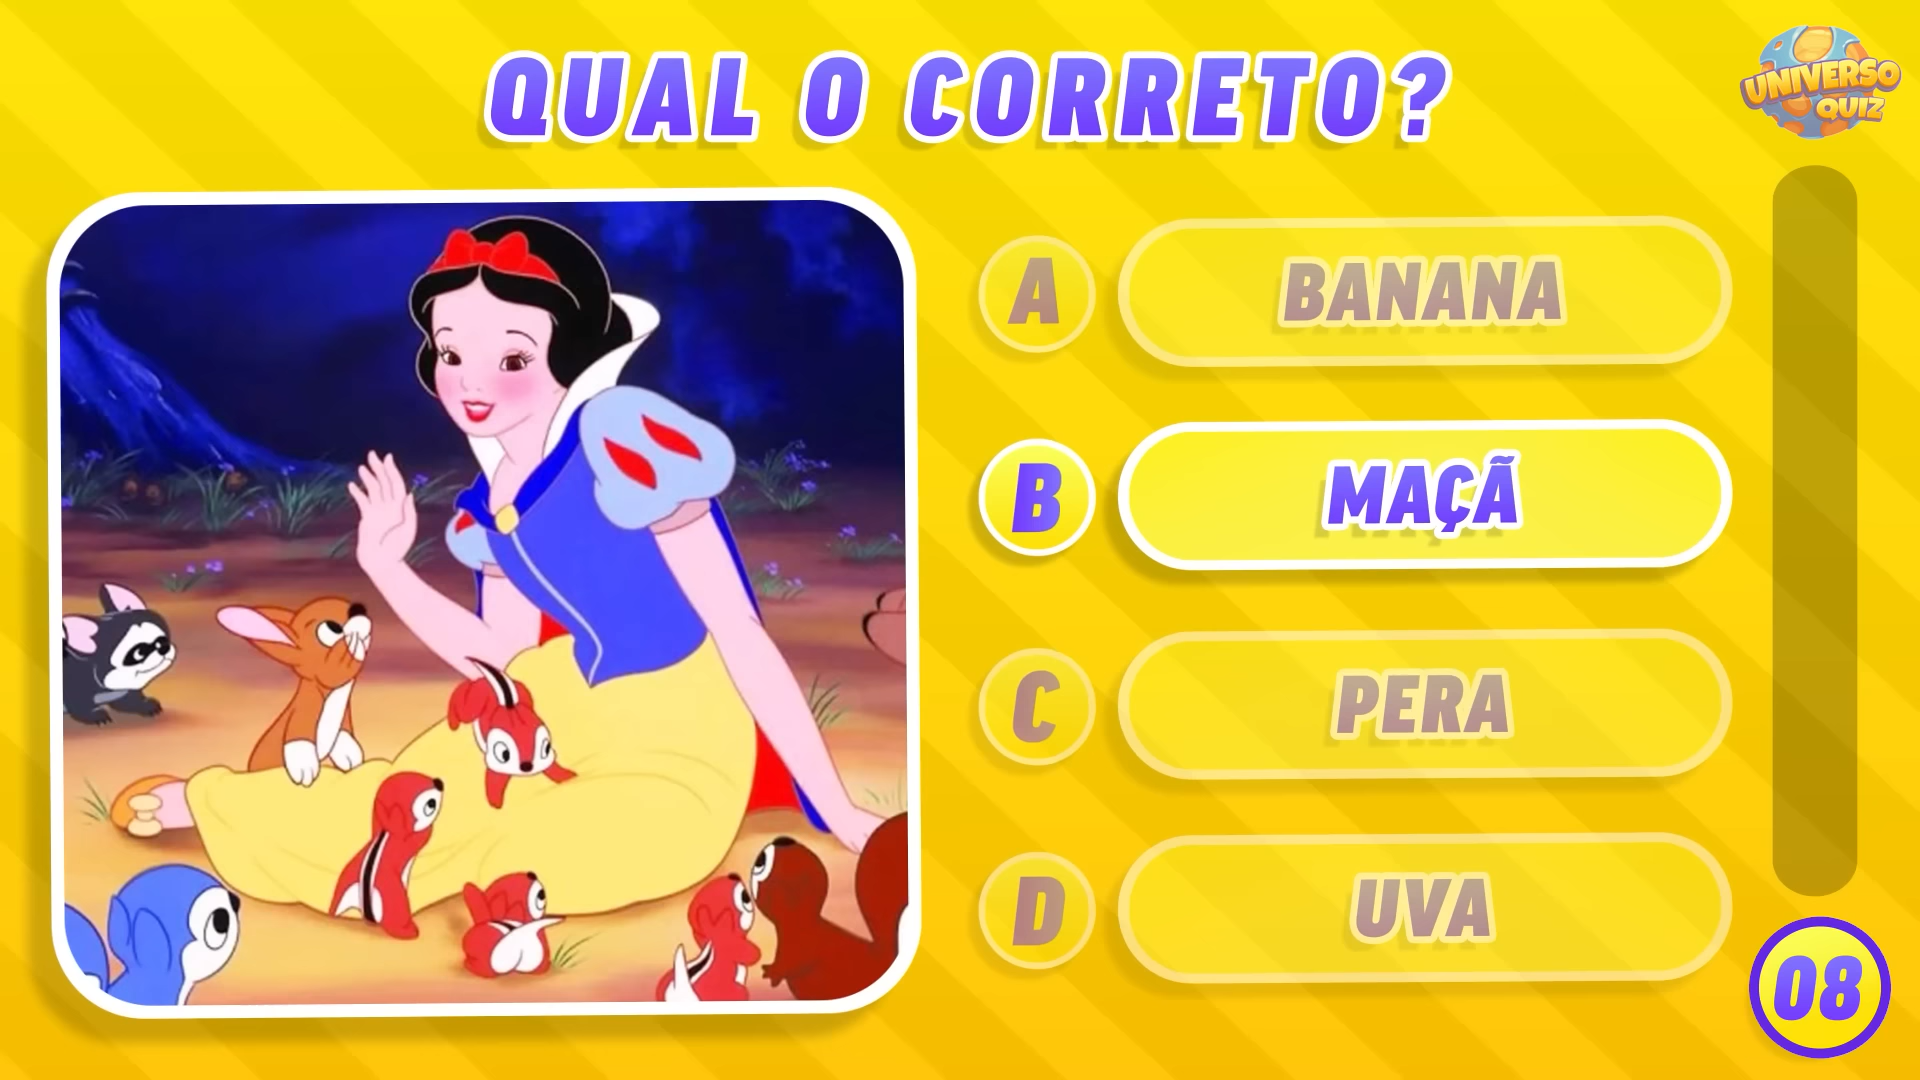 QUAL O CORRETO?
UNIVERSO
QUIZ
A
BANANA
B
MAÇÃ
C
PERA
D
UVA
08